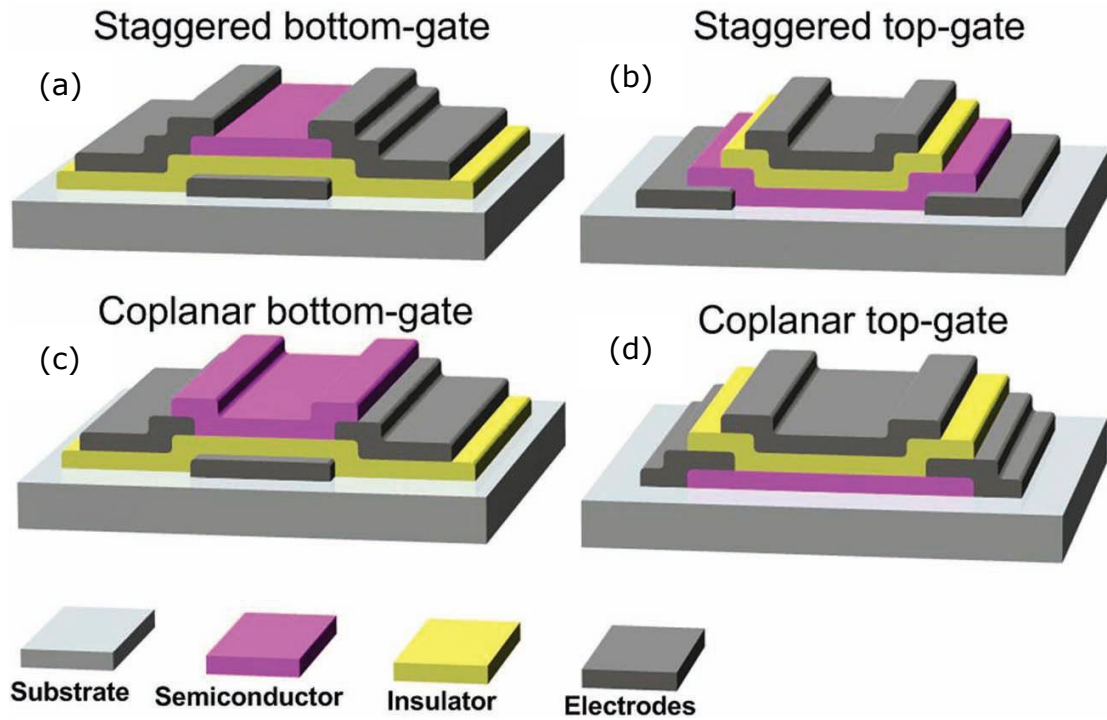 Staggered bottom-gate
(a)
Staggered top-gate
(b)
Coplanar bottom-gate
(c)
Coplanar top-gate
(d)
Substrate
Semiconductor
Insulator
Electrodes